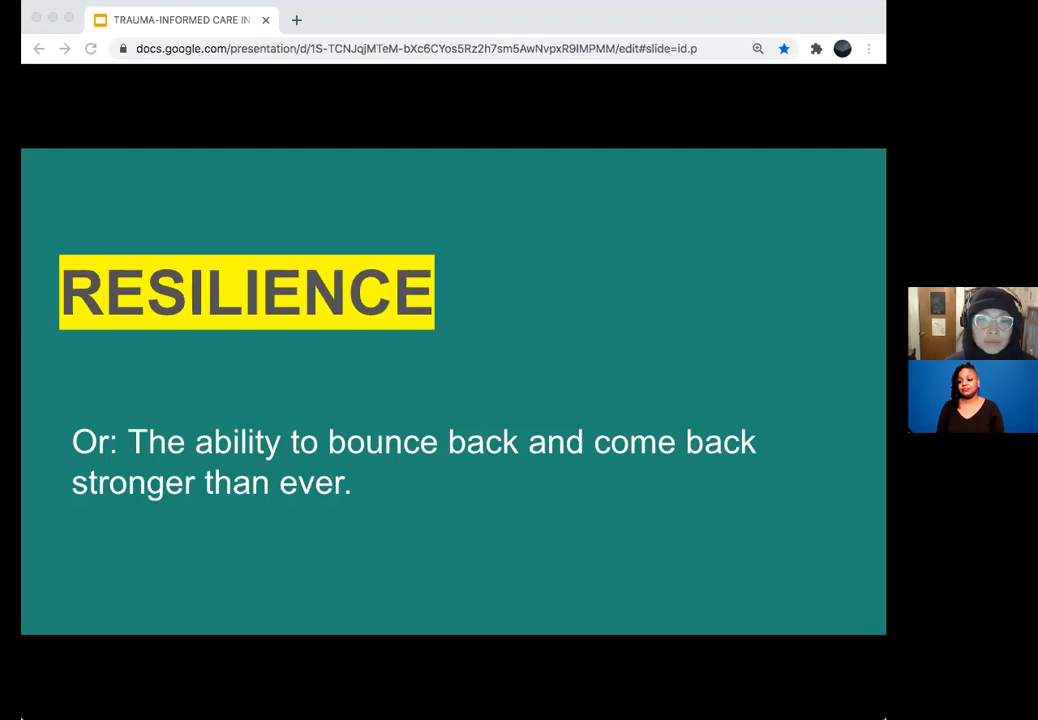 TRAUMA-INFORMED CARE IN
docs.google.com/presentation/d/1S-TCNJqjMTeM-bXc6CYos5Rz2h7sm5AwNvpxR9IMPMM/edit#slide=id.p
RESILIENCE
Or: The ability to bounce back and come back
stronger than ever.